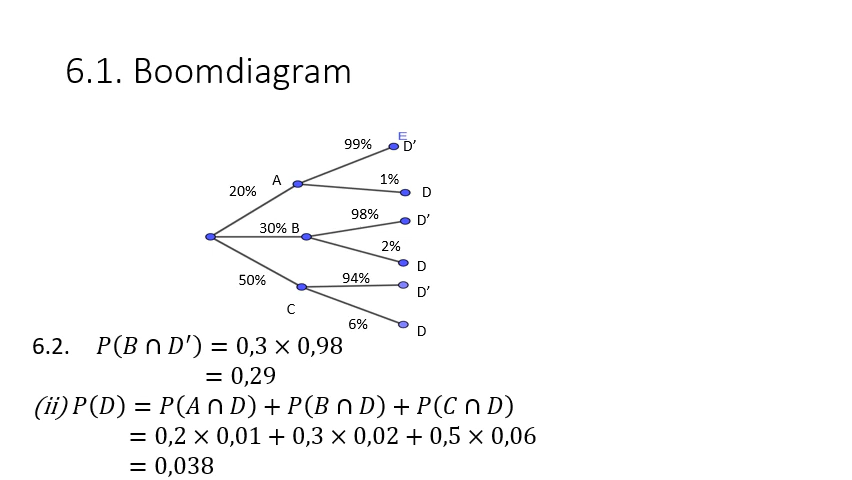 6.1. Boomdiagram
E
99%
D’
A
1%
20%
D
98%
D’
30% B
2%
D
50%
94%
D’
C
6%
D
6.2. P(B ∩ D′) = 0,3 × 0,98
= 0,29
(ii) P(D) = P(A ∩ D) + P(B ∩ D) + P(C ∩ D)
= 0,2 × 0,01 + 0,3 × 0,02 + 0,5 × 0,06
= 0,038